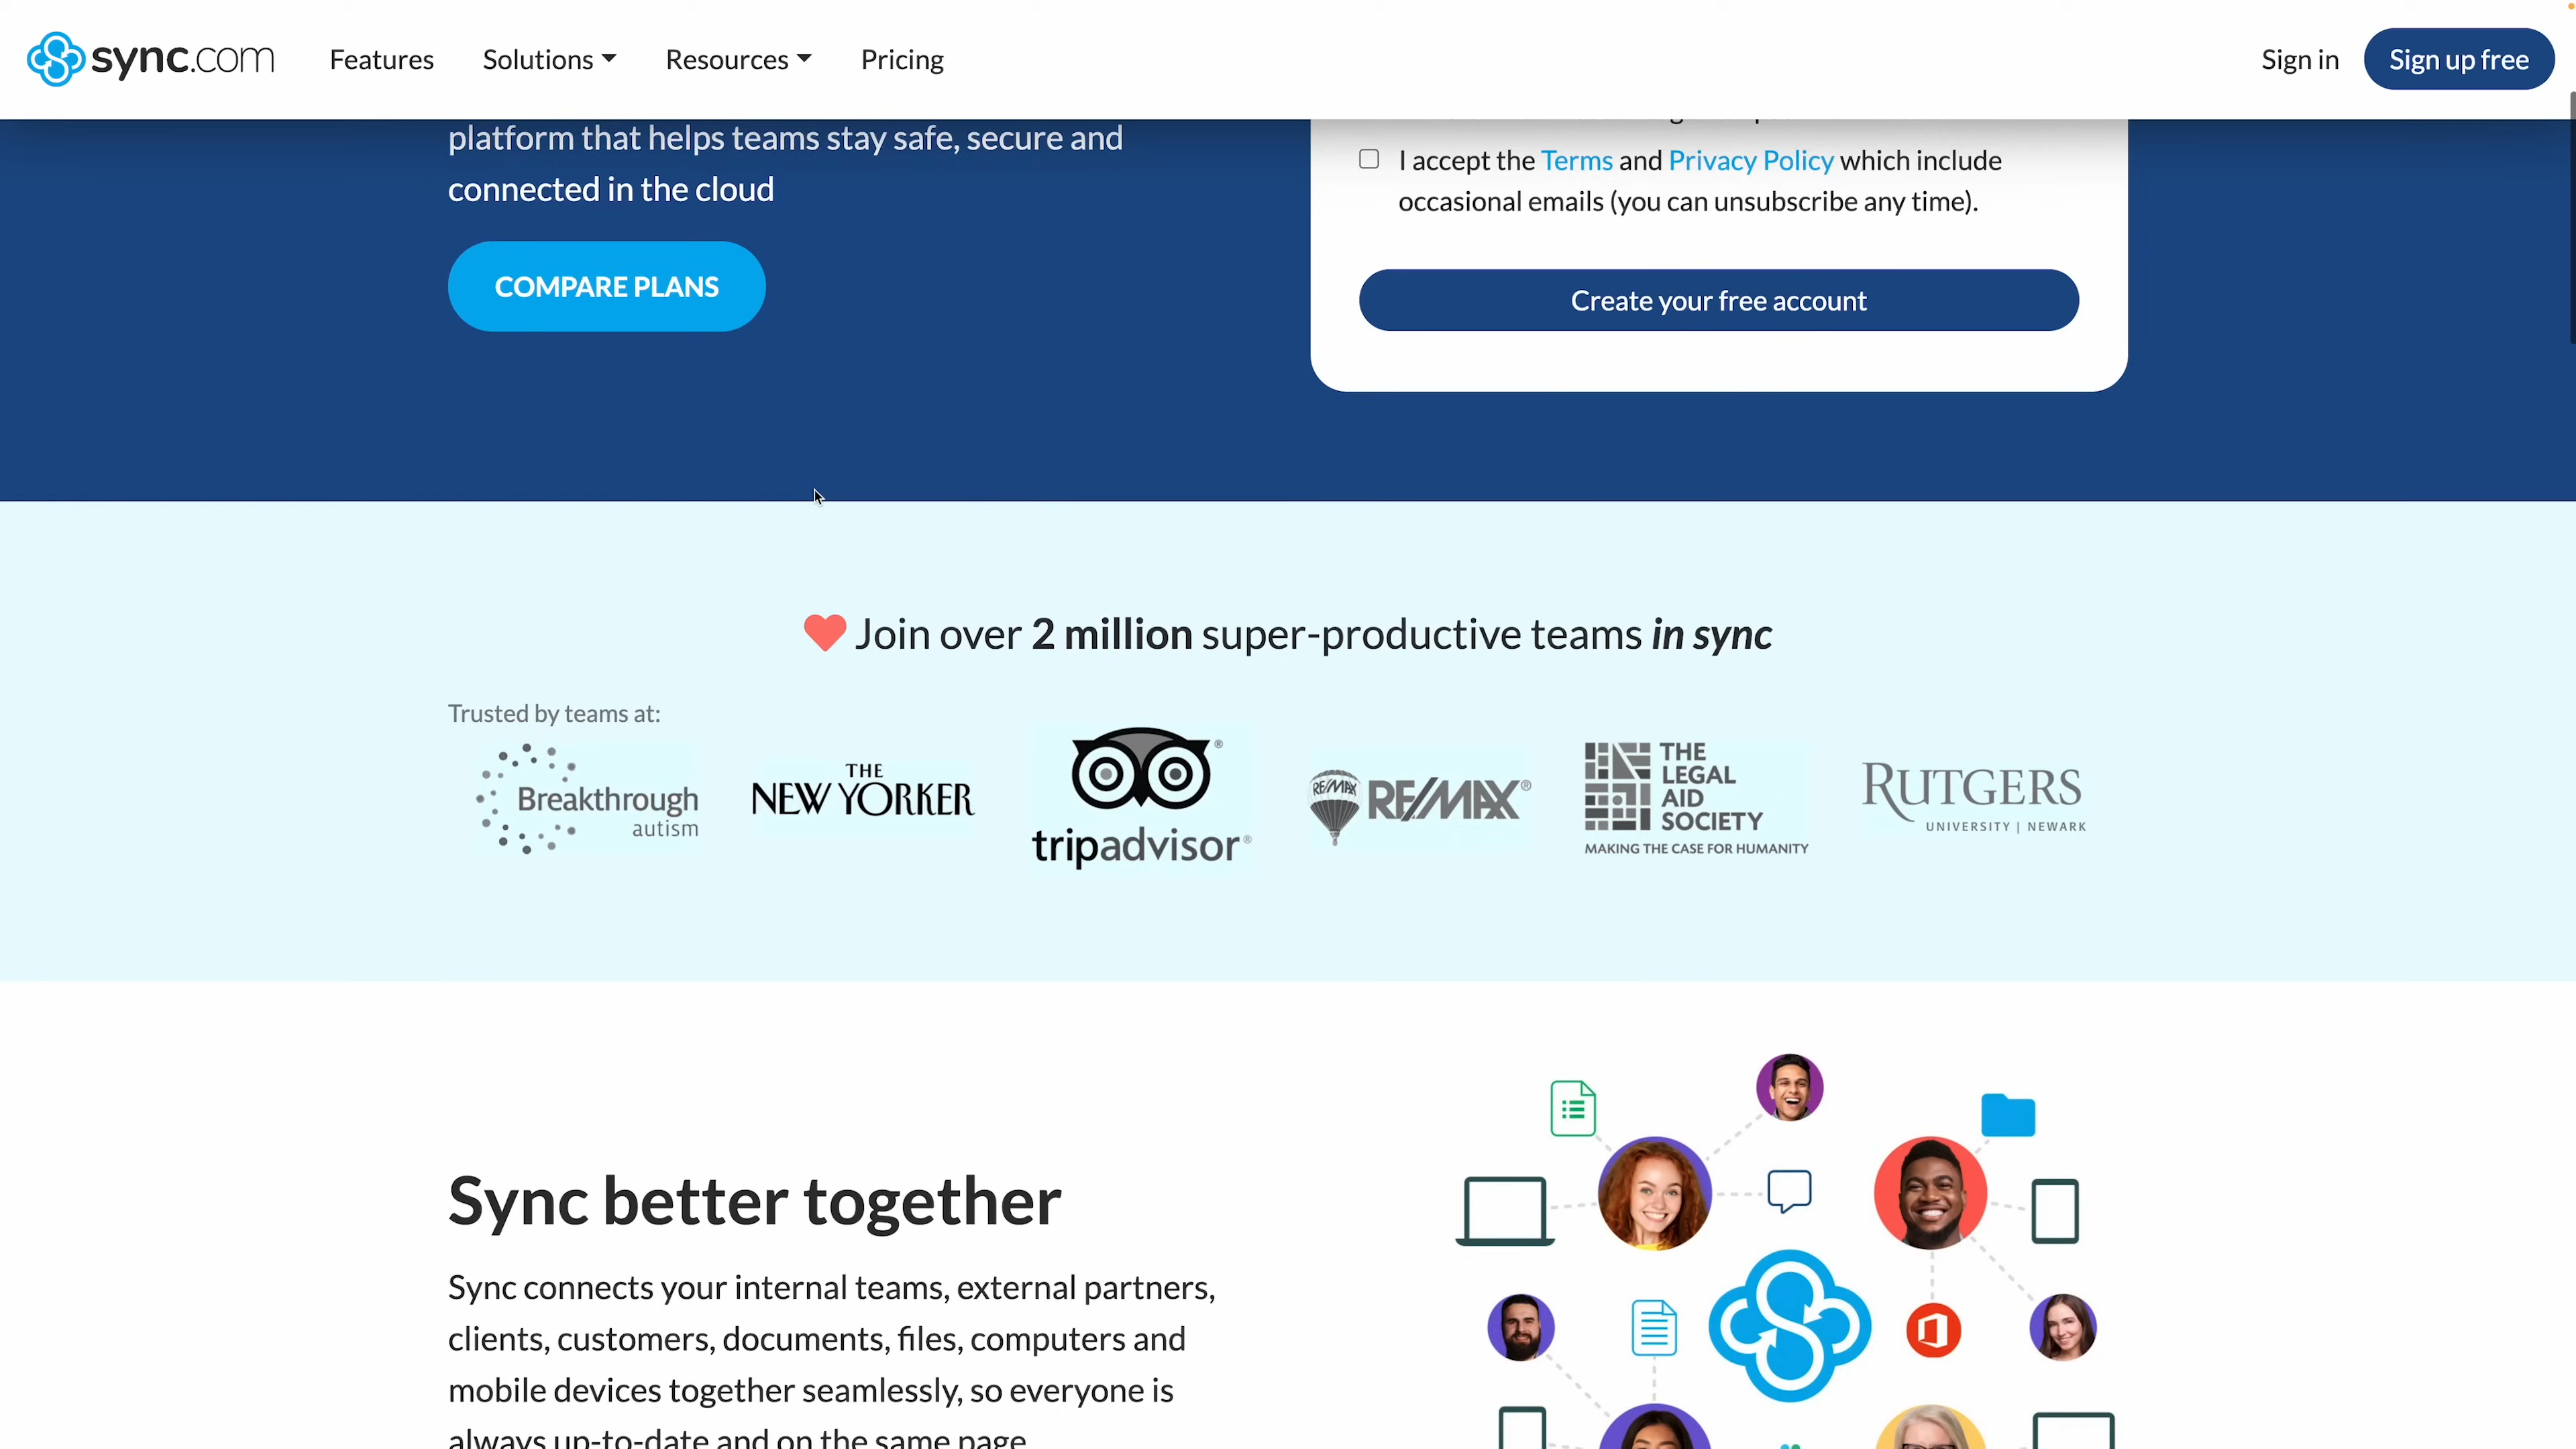 sync.com
Features
Solutions
Resources
Pricing
Sign in
Sign up free
platform that helps teams stay safe, secure and
connected in the cloud
COMPARE PLANS
I accept the Terms and Privacy Policy which include
occasional emails (you can unsubscribe any time).
Create your free account
Join over 2 million super-productive teams in sync
Trusted by teams at:
Breakthrough
autism
THE
NEW YORKER
tripadvisor®
RE/MAX
RE/MAX®
THE
LEGAL
AID
SOCIETY
MAKING THE CASE FOR HUMANITY
RUTGERS
UNIVERSITY | NEWARK
Sync better together
Sync connects your internal teams, external partners,
clients, customers, documents, files, computers and
mobile devices together seamlessly, so everyone is
always up-to-date and on the same page